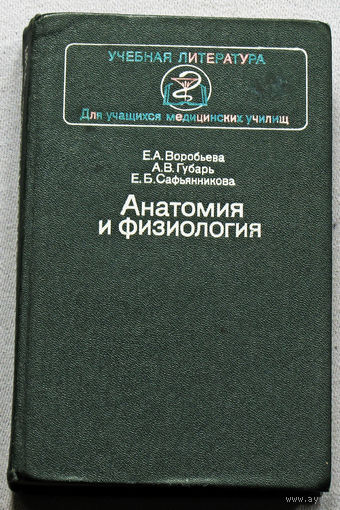 УЧЕБНАЯ ЛИТЕРАТУРА
Для учащихся медицинских училищ
Е.А.Воробьева
А.В.Губарь
Е.Б.Сафьянникова
Анатомия
и физиология